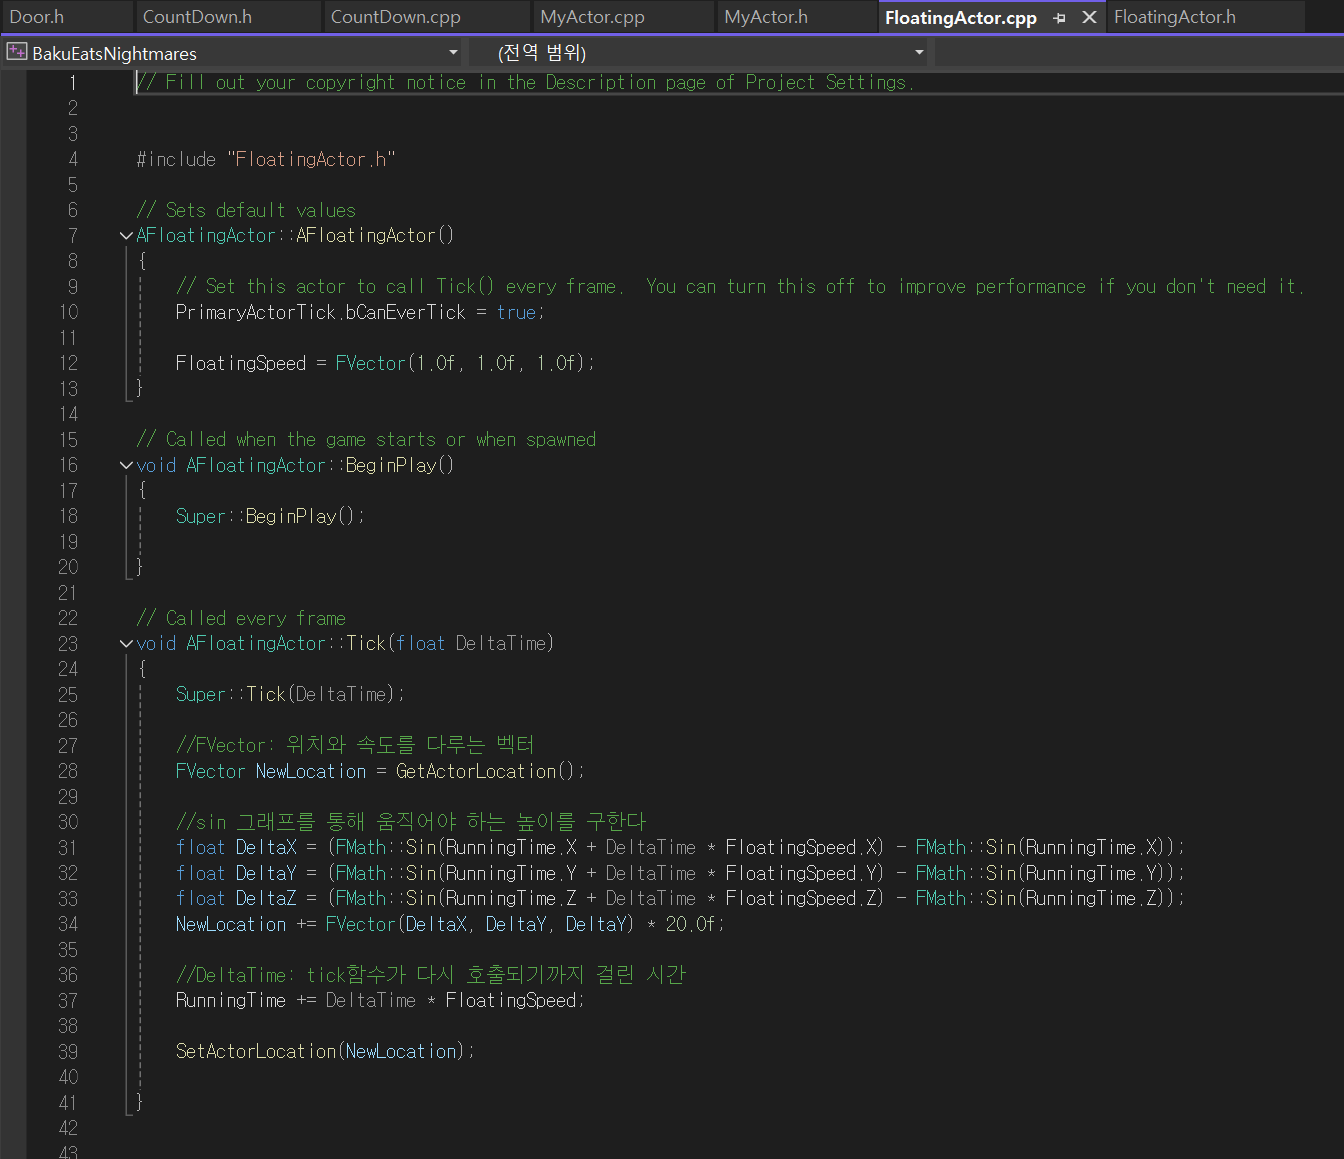 Door.h CountDown.h CountDown.cpp MyActor.cpp MyActor.h FloatingActor.cpp FloatingActor.h
BakuEatsNightmares (전역 범위)
1 // Fill out your copyright notice in the Description page of Project Settings.
2
3
4 #include "FloatingActor.h"
5
6 // Sets default values
7 AFloatingActor::AFloatingActor()
8 {
9 // Set this actor to call Tick() every frame.  You can turn this off to improve performance if you don't need it.
10 PrimaryActorTick.bCanEverTick = true;
11
12 FloatingSpeed = FVector(1.0f, 1.0f, 1.0f);
13 }
14
15 // Called when the game starts or when spawned
16 void AFloatingActor::BeginPlay()
17 {
18 Super::BeginPlay();
19
20 }
21
22 // Called every frame
23 void AFloatingActor::Tick(float DeltaTime)
24 {
25 Super::Tick(DeltaTime);
26
27 //FVector: 위치와 속도를 다루는 벡터
28 FVector NewLocation = GetActorLocation();
29
30 //sin 그래프를 통해 움직어야 하는 높이를 구한다
31 float DeltaX = (FMath::Sin(RunningTime.X + DeltaTime * FloatingSpeed.X) - FMath::Sin(RunningTime.X));
32 float DeltaY = (FMath::Sin(RunningTime.Y + DeltaTime * FloatingSpeed.Y) - FMath::Sin(RunningTime.Y));
33 float DeltaZ = (FMath::Sin(RunningTime.Z + DeltaTime * FloatingSpeed.Z) - FMath::Sin(RunningTime.Z));
34 NewLocation += FVector(DeltaX, DeltaY, DeltaY) * 20.0f;
35
36 //DeltaTime: tick함수가 다시 호출되기까지 걸린 시간
37 RunningTime += DeltaTime * FloatingSpeed;
38
39 SetActorLocation(NewLocation);
40
41 }
42
43